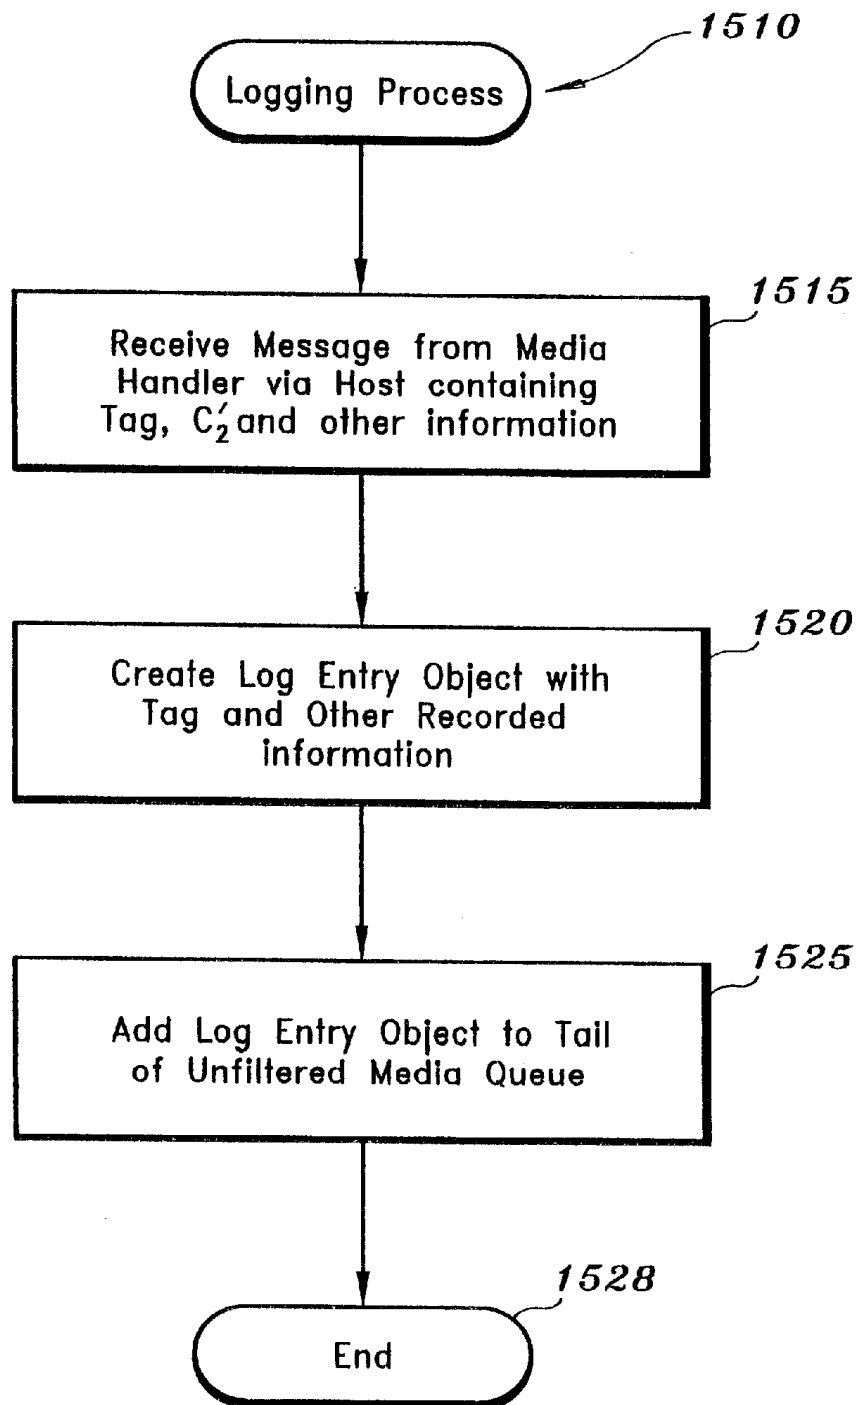 1510
Logging Process
1515
Receive Message from Media
Handler via Host containing
Tag, C₂′ and other information
1520
Create Log Entry Object with
Tag and Other Recorded
information
1525
Add Log Entry Object to Tail
of Unfiltered Media Queue
1528
End